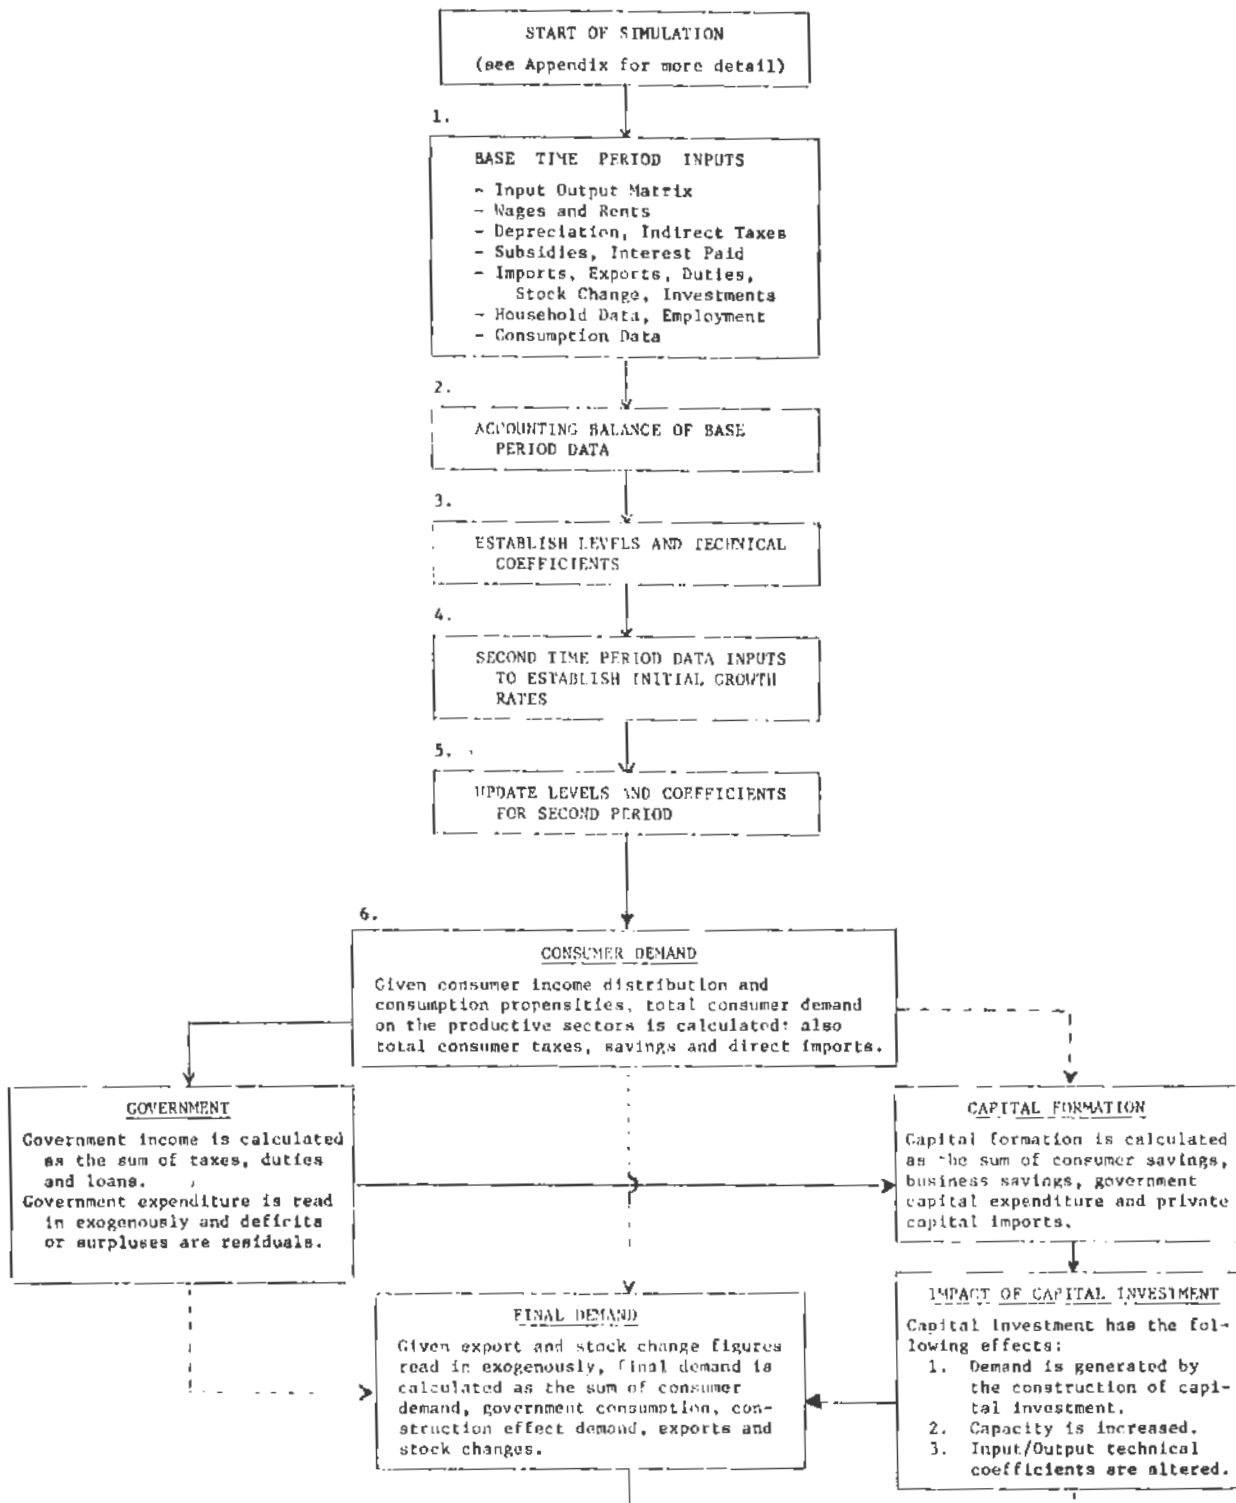 START OF SIMULATION
(see Appendix for more detail)
1.
BASE TIME PERIOD INPUTS
- Input Output Matrix
- Wages and Rents
- Depreciation, Indirect Taxes
- Subsidies, Interest Paid
- Imports, Exports, Duties,
Stock Change, Investments
- Household Data, Employment
- Consumption Data
2.
ACCOUNTING BALANCE OF BASE
PERIOD DATA
3.
ESTABLISH LEVELS AND TECHNICAL
COEFFICIENTS
4.
SECOND TIME PERIOD DATA INPUTS
TO ESTABLISH INITIAL GROWTH
RATES
5.
UPDATE LEVELS AND COEFFICIENTS
FOR SECOND PERIOD
6.
CONSUMER DEMAND
Given consumer income distribution and
consumption propensities, total consumer demand
on the productive sectors is calculated; also
total consumer taxes, savings and direct imports.
GOVERNMENT
Government income is calculated
as the sum of taxes, duties
and loans.
Government expenditure is read
in exogenously and deficits
or surpluses are residuals.
CAPITAL FORMATION
Capital formation is calculated
as the sum of consumer savings,
business savings, government
capital expenditure and private
capital imports.
FINAL DEMAND
Given export and stock change figures
read in exogenously, final demand is
calculated as the sum of consumer
demand, government consumption, con-
struction effect demand, exports and
stock changes.
IMPACT OF CAPITAL INVESTMENT
Capital Investment has the fol-
lowing effects:
1. Demand is generated by
the construction of capi-
tal investment.
2. Capacity is increased.
3. Input/Output technical
coefficients are altered.